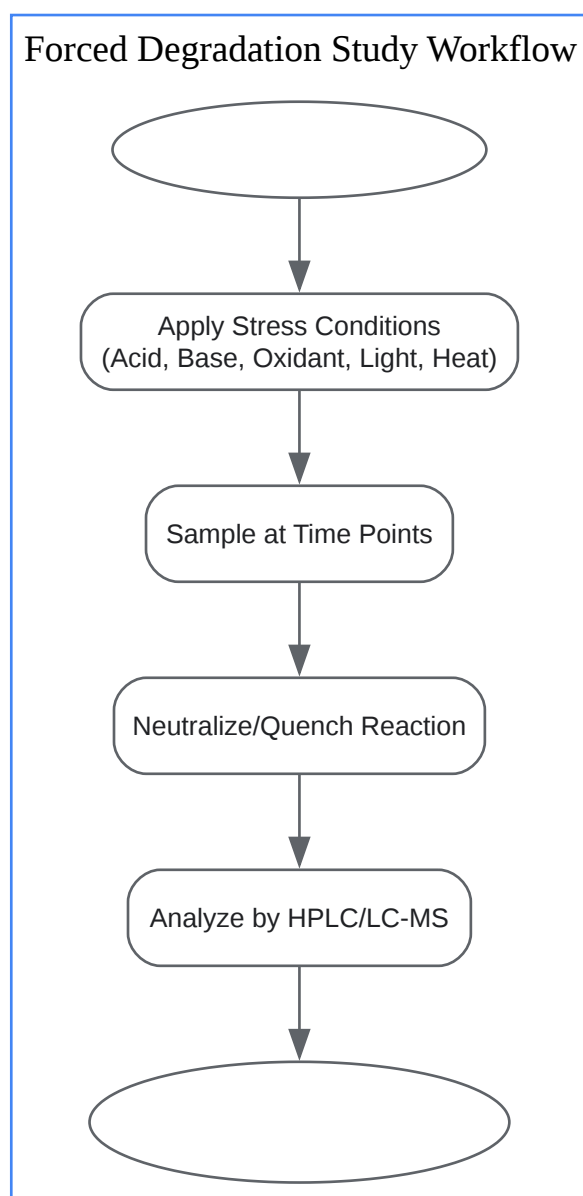 Forced Degradation Study Workflow
Apply Stress Conditions
(Acid, Base, Oxidant, Light, Heat)
Sample at Time Points
Neutralize/Quench Reaction
Analyze by HPLC/LC-MS